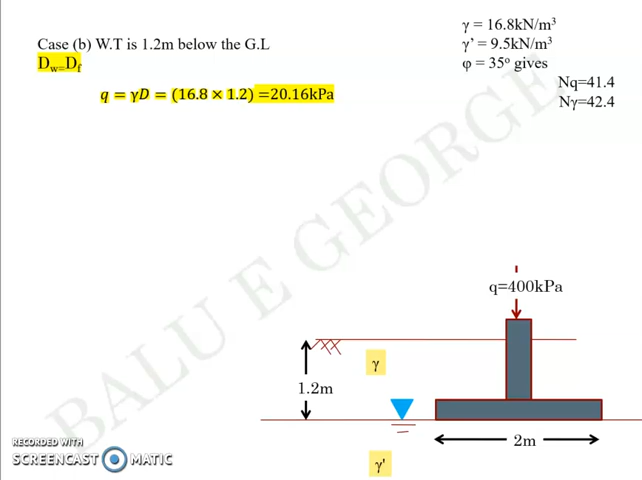 γ = 16.8kN/m³
γ’ = 9.5kN/m³
φ = 35° gives
Nq=41.4
Nγ=42.4
Case (b) W.T is 1.2m below the G.L
D_w=D_f
q = γD = (16.8 × 1.2) =20.16kPa
BALU E GEORGE
q=400kPa
γ
1.2m
2m
γ'
RECORDED WITH
SCREENCAST MATIC